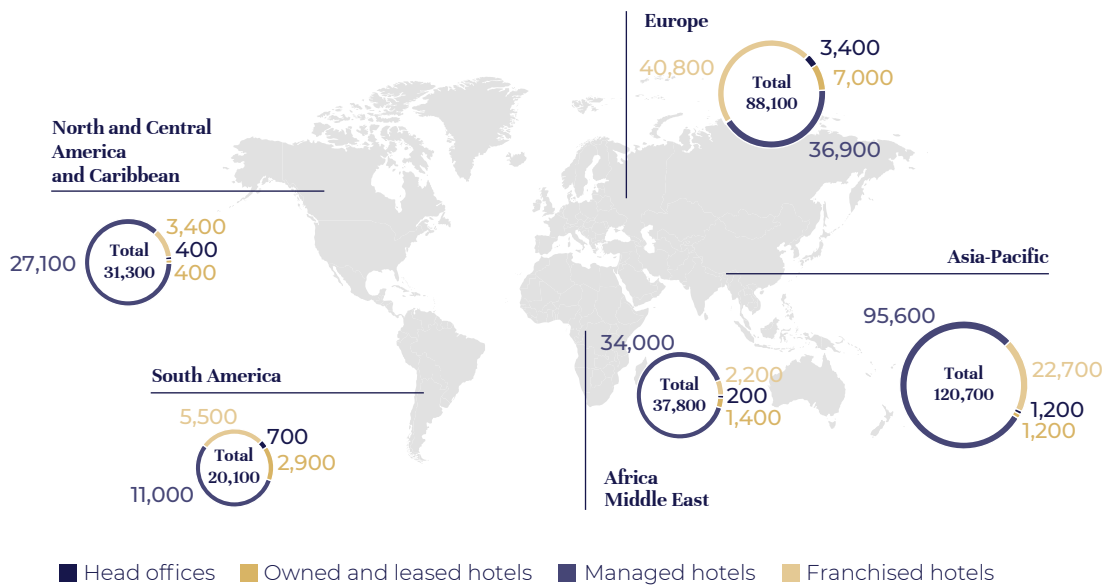 Europe
40,800
3,400
7,000
Total
88,100
36,900
North and Central
America
and Caribbean
3,400
400
400
27,100
Total
31,300
Asia-Pacific
95,600
22,700
Total
120,700
1,200
1,200
34,000
2,200
Total
37,800
200
1,400
Africa
Middle East
South America
5,500
700
Total
20,100
2,900
11,000
Head offices
Owned and leased hotels
Managed hotels
Franchised hotels